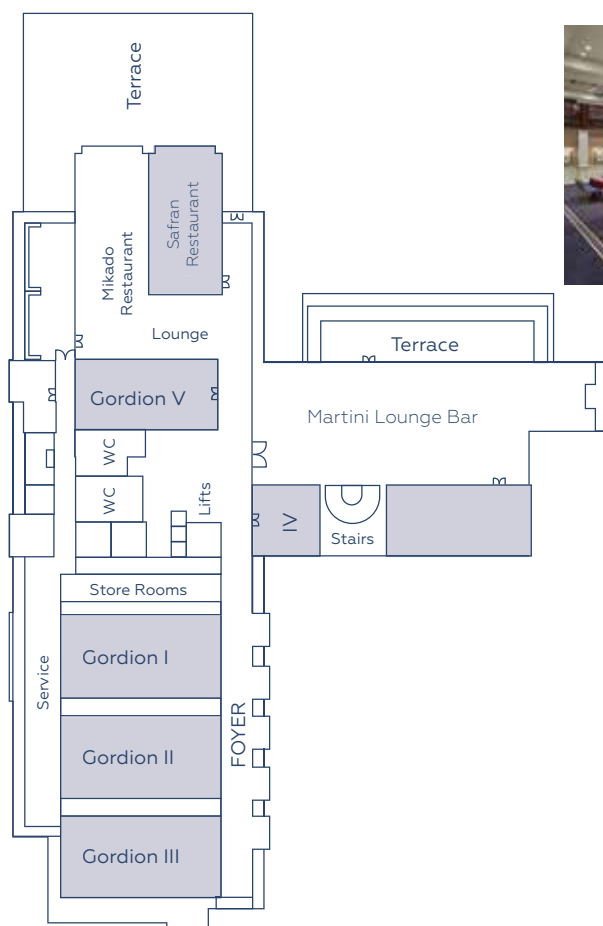 Terrace
Safran
Restaurant
Mikado
Restaurant
Lounge
Terrace
Gordion V
Martini Lounge Bar
WC
WC
Lifts
IV
Stairs
Store Rooms
Gordion I
Service
FOYER
Gordion II
Gordion III